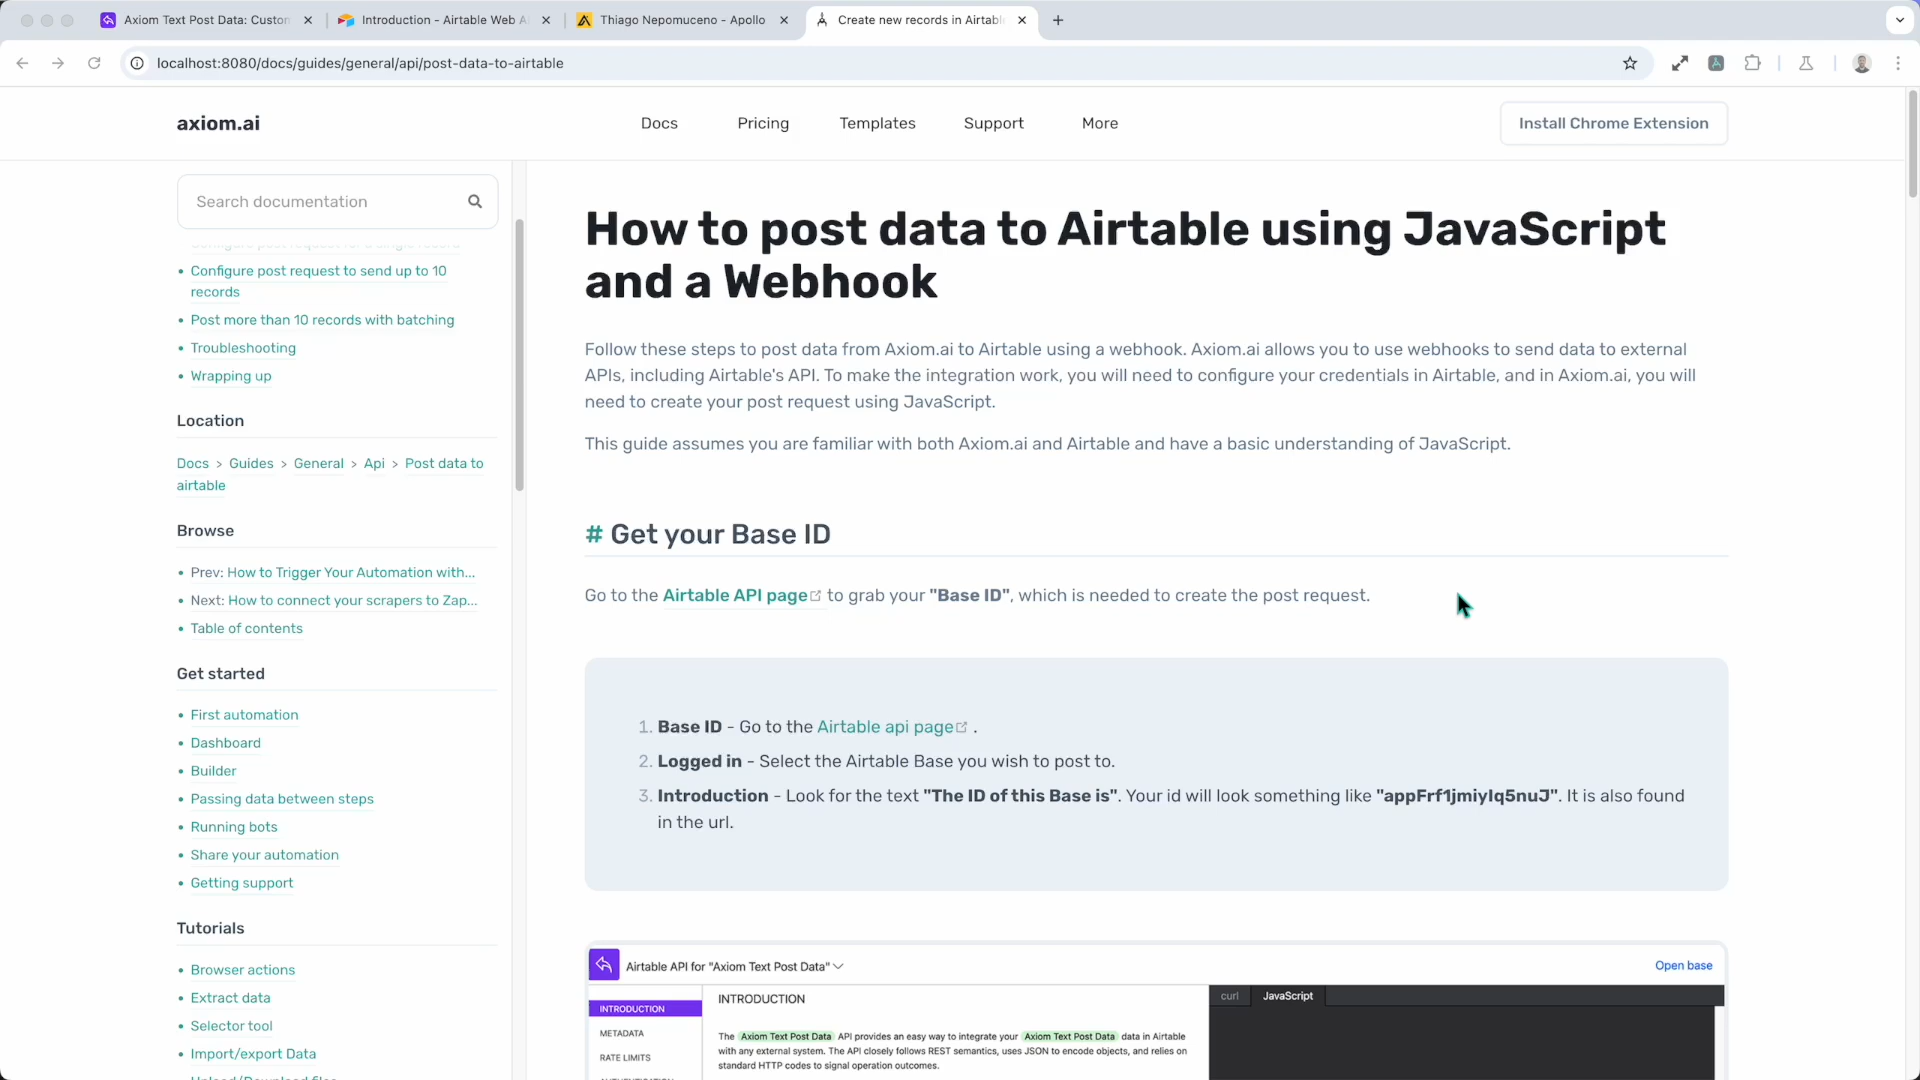 Axiom Text Post Data: Custon
Introduction - Airtable Web A
Thiago Nepomuceno - Apollo
Create new records in Airtabl
localhost:8080/docs/guides/general/api/post-data-to-airtable
axiom.ai
Docs
Pricing
Templates
Support
More
Install Chrome Extension
Search documentation
Configure post request for a single record
• Configure post request to send up to 10
records
• Post more than 10 records with batching
• Troubleshooting
• Wrapping up
Location
Docs > Guides > General > Api > Post data to
airtable
Browse
• Prev: How to Trigger Your Automation with...
• Next: How to connect your scrapers to Zap...
• Table of contents
Get started
• First automation
• Dashboard
• Builder
• Passing data between steps
• Running bots
• Share your automation
• Getting support
Tutorials
• Browser actions
• Extract data
• Selector tool
• Import/export Data
Upload/Download files
How to post data to Airtable using JavaScript
and a Webhook
Follow these steps to post data from Axiom.ai to Airtable using a webhook. Axiom.ai allows you to use webhooks to send data to external
APIs, including Airtable's API. To make the integration work, you will need to configure your credentials in Airtable, and in Axiom.ai, you will
need to create your post request using JavaScript.
This guide assumes you are familiar with both Axiom.ai and Airtable and have a basic understanding of JavaScript.
# Get your Base ID
Go to the Airtable API page to grab your "Base ID", which is needed to create the post request.
1. Base ID - Go to the Airtable api page .
2. Logged in - Select the Airtable Base you wish to post to.
3. Introduction - Look for the text "The ID of this Base is". Your id will look something like "appFrf1jmiylq5nuJ". It is also found
in the url.
Airtable API for "Axiom Text Post Data"
Open base
INTRODUCTION
METADATA
RATE LIMITS
AUTHENTICATION
INTRODUCTION
The Axiom Text Post Data API provides an easy way to integrate your Axiom Text Post Data data in Airtable
with any external system. The API closely follows REST semantics, uses JSON to encode objects, and relies on
standard HTTP codes to signal operation outcomes.
curl
JavaScript